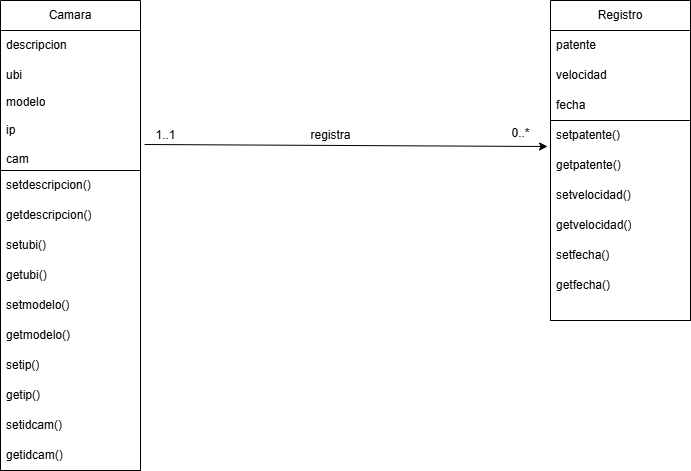 Camara
descripcion
ubi
modelo
ip
cam
setdescripcion()
getdescripcion()
setubi()
getubi()
setmodelo()
getmodelo()
setip()
getip()
setidcam()
getidcam()
1..1
registra
0..*
Registro
patente
velocidad
fecha
setpatente()
getpatente()
setvelocidad()
getvelocidad()
setfecha()
getfecha()